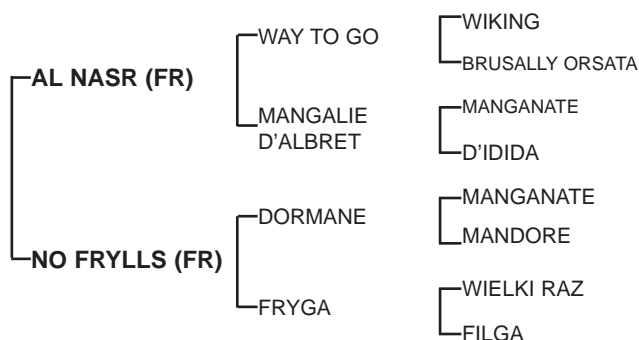 WIKING
WAY TO GO
BRUSALLY ORSATA
AL NASR (FR)
MANGALIE
D'ALBRET
MANGANATE
D'IDIDA
MANGANATE
DORMANE
MANDORE
NO FRYLLS (FR)
WIELKI RAZ
FRYGA
FILGA